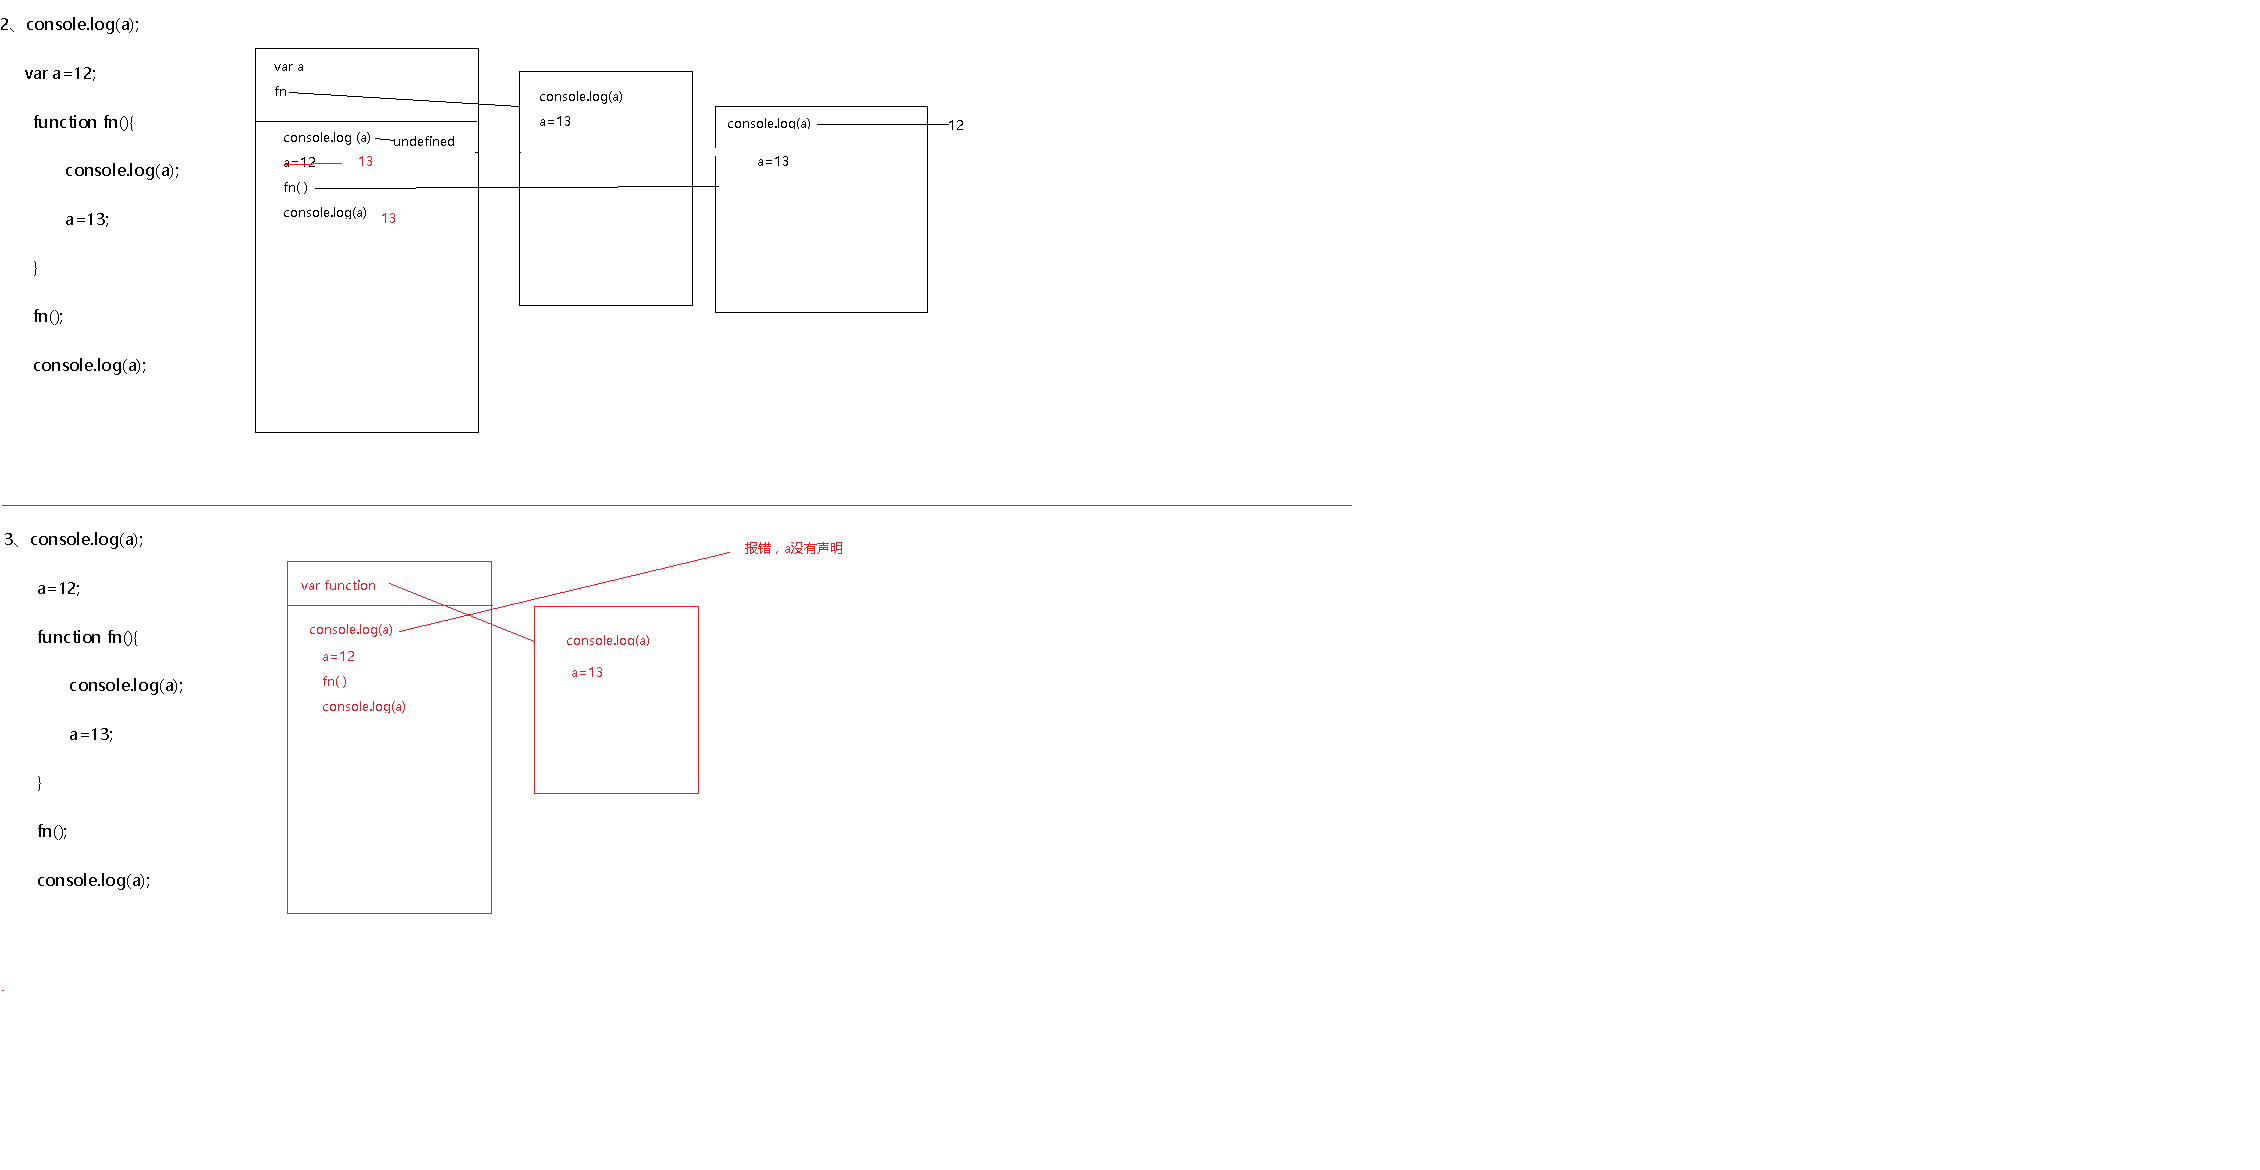 2、console.log(a);
var a=12;
function fn(){
console.log(a);
a=13;
}
fn();
console.log(a);
var a
fn
console.log (a)
undefined
a=12
13
fn( )
console.log(a)
13
console.log(a)
a=13
console.log(a)
12
a=13
3、console.log(a);
a=12;
function fn(){
console.log(a);
a=13;
}
fn();
console.log(a);
var function
console.log(a)
报错，a没有声明
a=12
fn( )
console.log(a)
console.log(a)
a=13